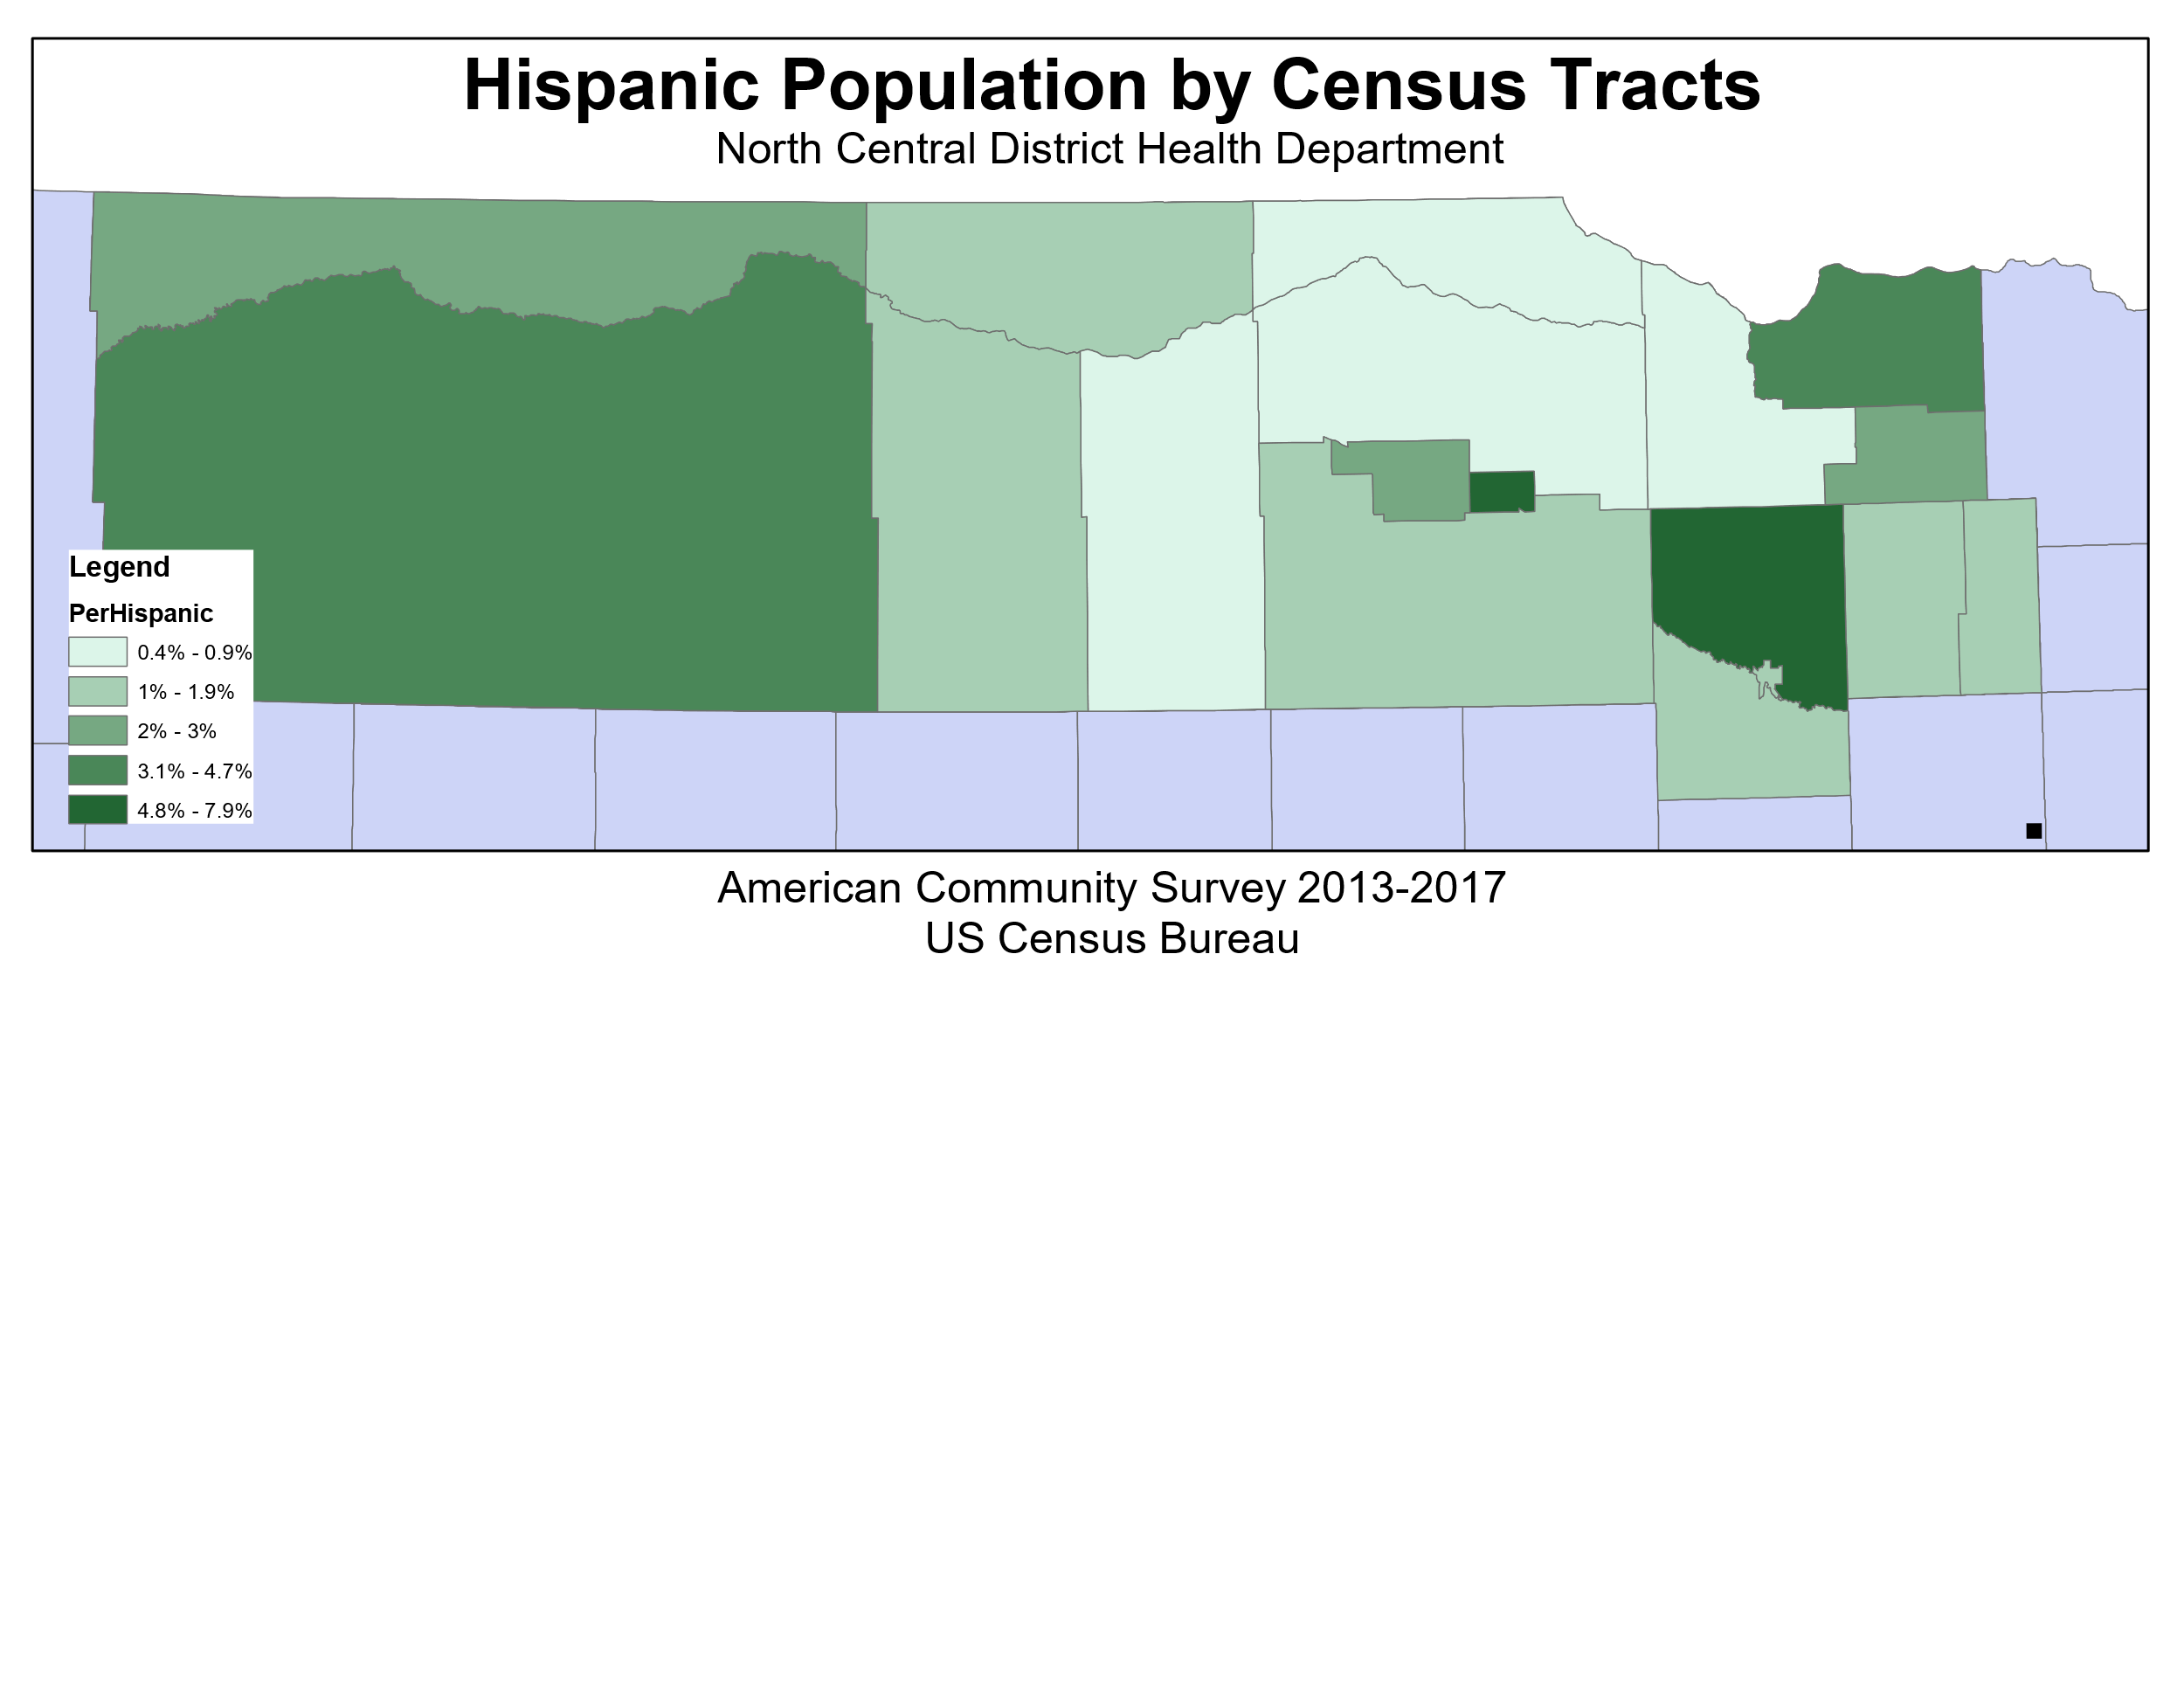 Hispanic Population by Census Tracts
North Central District Health Department
Legend
PerHispanic
0.4% - 0.9%
1% - 1.9%
2% - 3%
3.1% - 4.7%
4.8% - 7.9%
American Community Survey 2013-2017
US Census Bureau